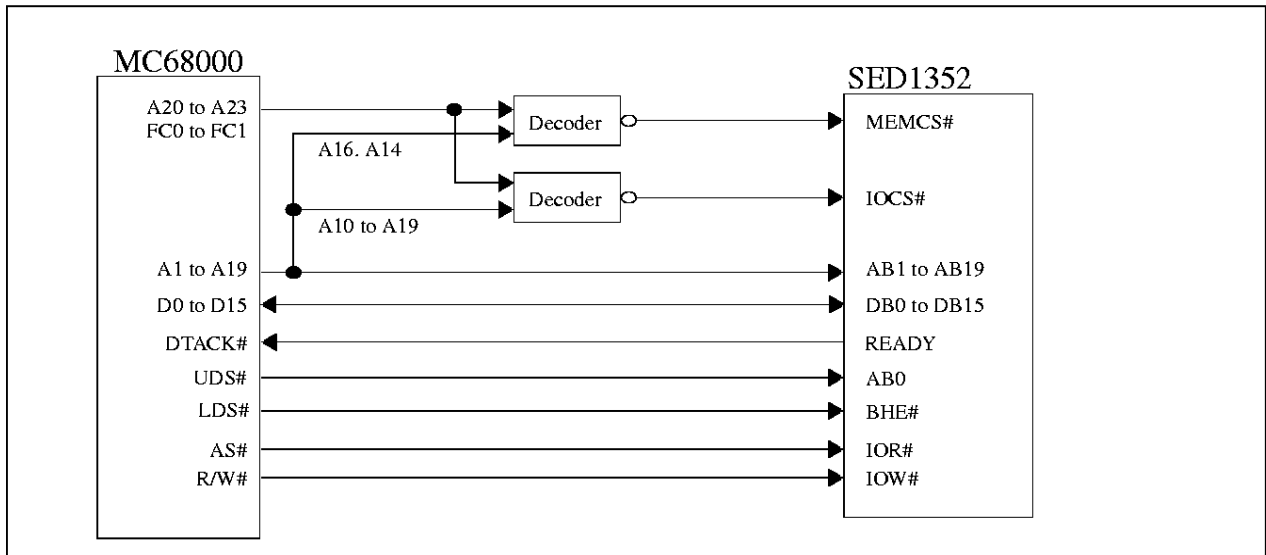 MC68000
SED1352
A20 to A23
FC0 to FC1
Decoder
MEMCS#
A16. A14
Decoder
IOCS#
A10 to A19
A1 to A19
AB1 to AB19
D0 to D15
DB0 to DB15
DTACK#
READY
UDS#
AB0
LDS#
BHE#
AS#
IOR#
R/W#
IOW#